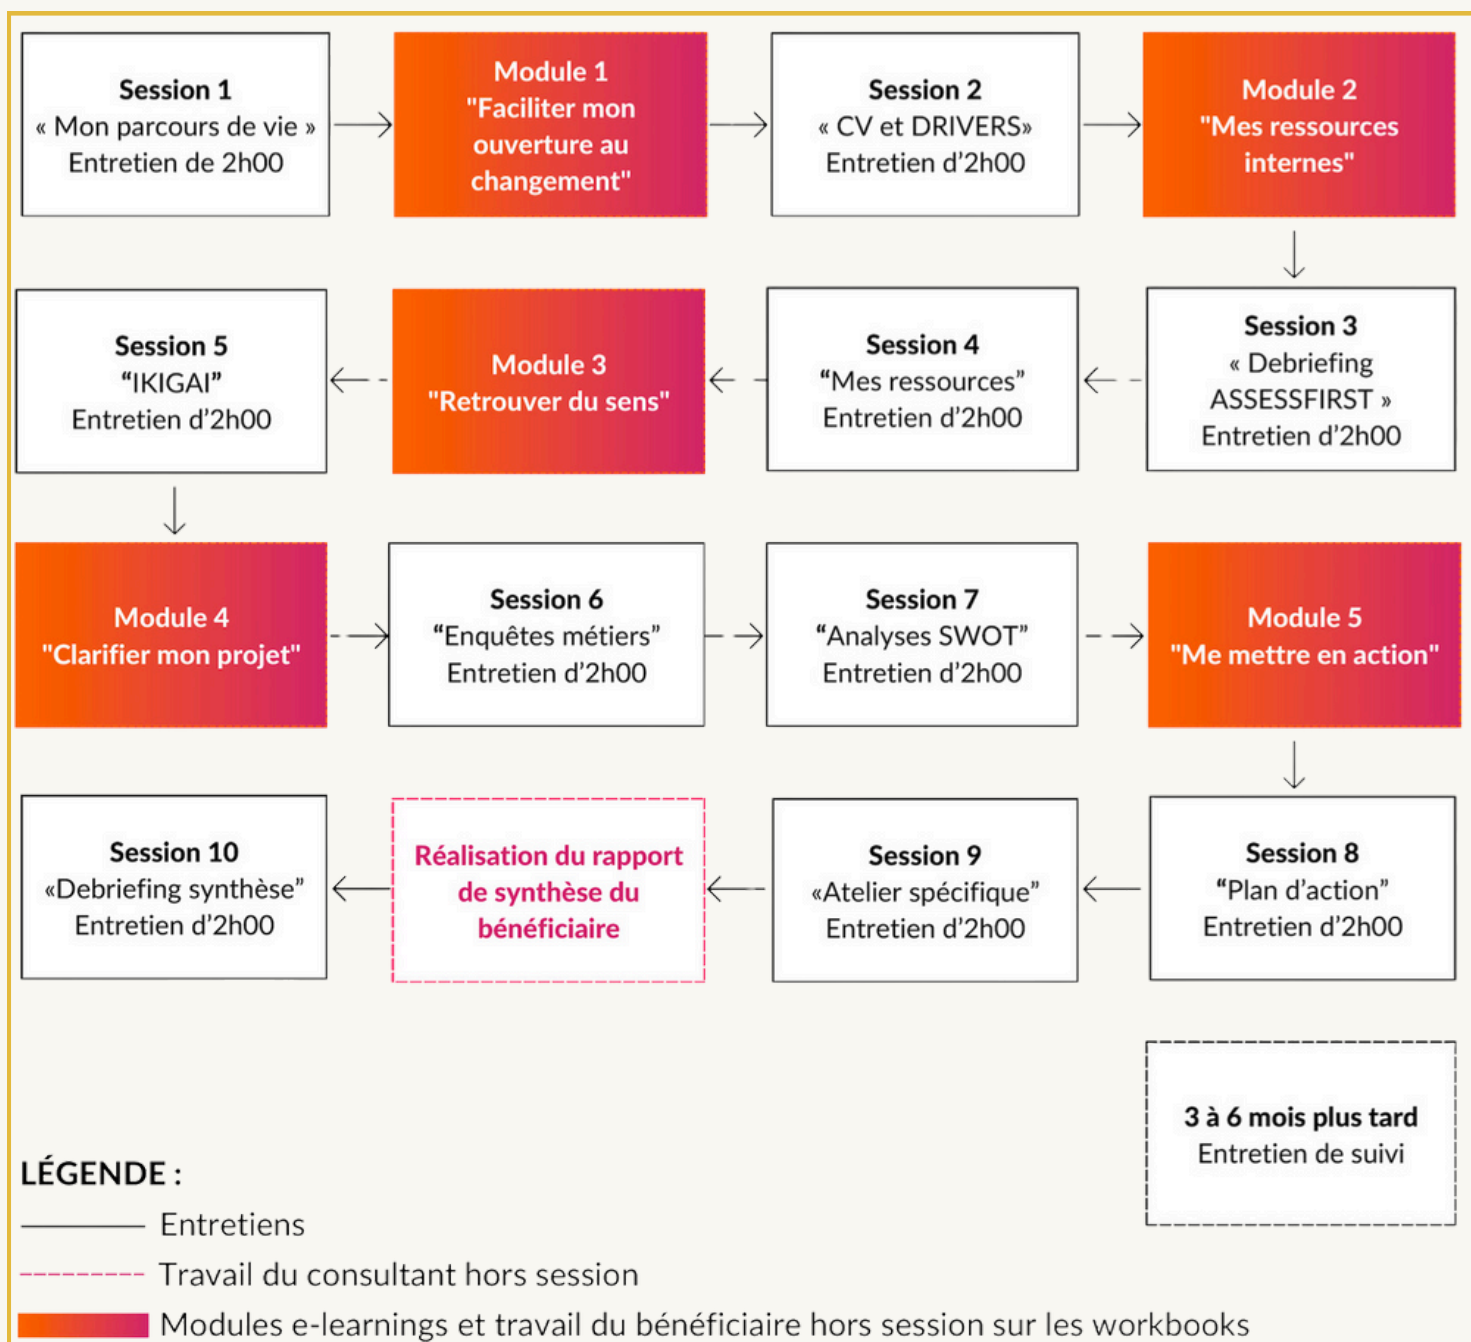 Session 1
« Mon parcours de vie »
Entretien de 2h00
Module 1
"Faciliter mon
ouverture au
changement"
Session 2
« CV et DRIVERS»
Entretien d'2h00
Module 2
"Mes ressources
internes"
Session 3
« Debriefing
ASSESSFIRST »
Entretien d'2h00
Session 4
“Mes ressources”
Entretien d’2h00
Module 3
"Retrouver du sens"
Session 5
“IKIGAI”
Entretien d’2h00
Module 4
"Clarifier mon projet"
Session 6
“Enquêtes métiers”
Entretien d’2h00
Session 7
“Analyses SWOT”
Entretien d’2h00
Module 5
"Me mettre en action"
Session 8
“Plan d’action”
Entretien d’2h00
Session 9
«Atelier spécifique”
Entretien d’2h00
Réalisation du rapport
de synthèse du
bénéficiaire
Session 10
«Debriefing synthèse”
Entretien d’2h00
3 à 6 mois plus tard
Entretien de suivi
LÉGENDE :
Entretiens
Travail du consultant hors session
Modules e-learnings et travail du bénéficiaire hors session sur les workbooks